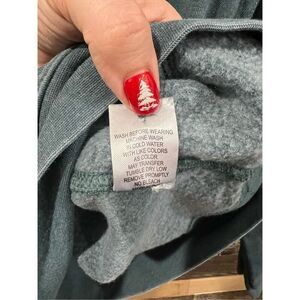 WASH BEFORE WEARING
MACHINE WASH
IN COLD WATER
WITH LIKE COLORS
AS COLOR
MAY TRANSFER
TUMBLE DRY LOW
REMOVE PROMPTLY
NO BLEACH